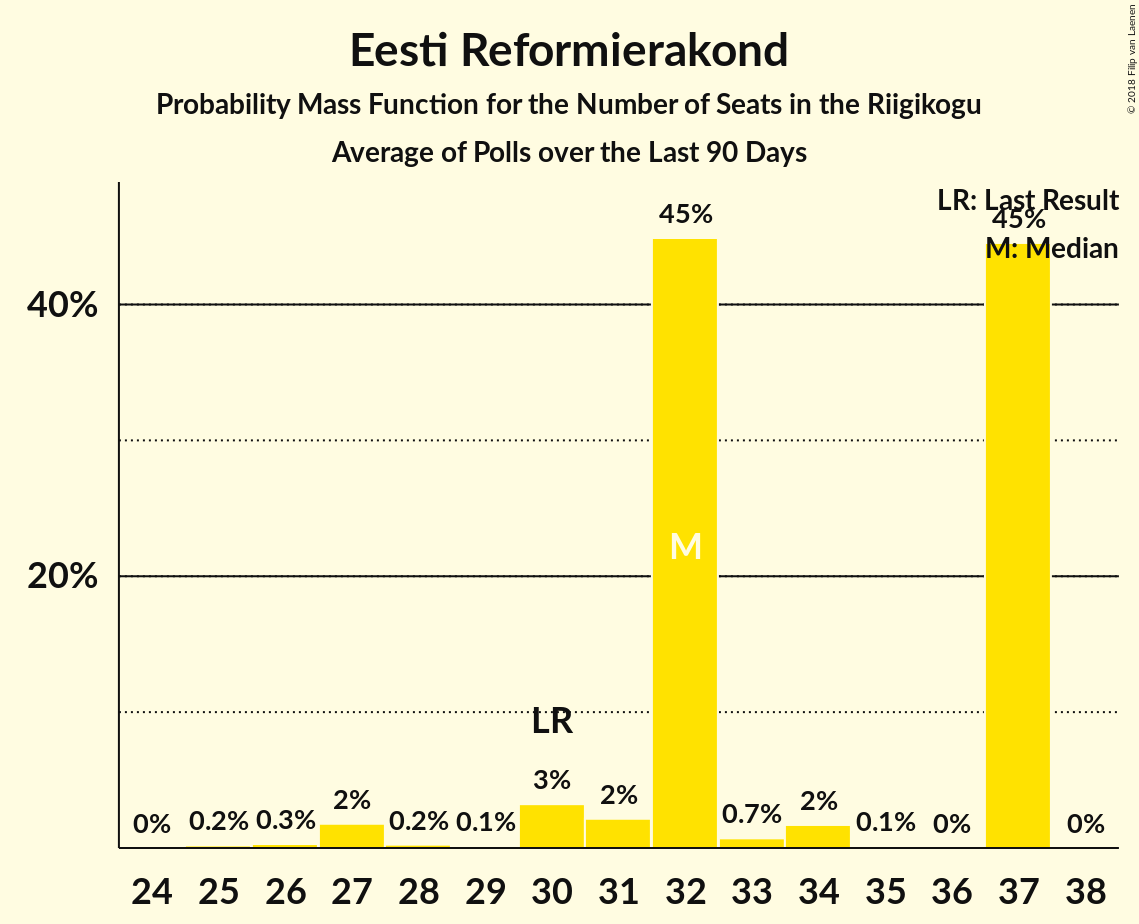 Eesti Reformierakond
Probability Mass Function for the Number of Seats in the Riigikogu
Average of Polls over the Last 90 Days
© 2018 Filip van Laenen
LR: Last Result
M: Median
45%
45%
40%
20%
M
LR
0%
0.2%
0.3%
2%
0.2%
0.1%
3%
2%
0.7%
2%
0.1%
0%
0%
24 25 26 27 28 29 30 31 32 33 34 35 36 37 38